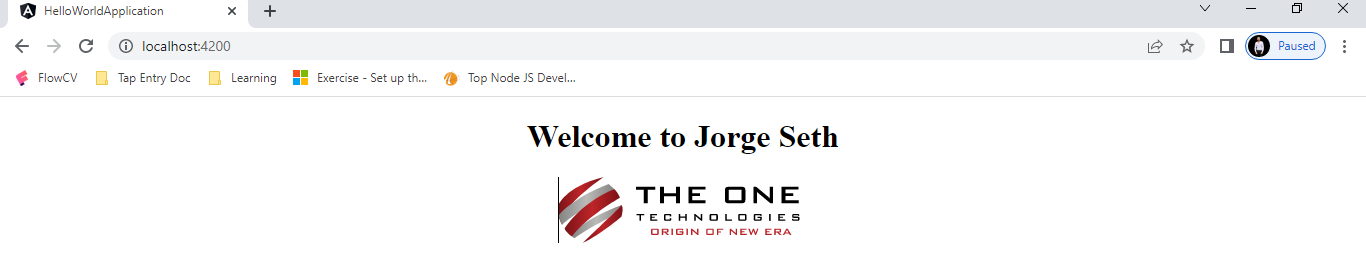 HelloWorldApplication
localhost:4200
Paused
FlowCV Tap Entry Doc Learning Exercise - Set up th... Top Node JS Devel...
Welcome to Jorge Seth
THE ONE
TECHNOLOGIES
ORIGIN OF NEW ERA